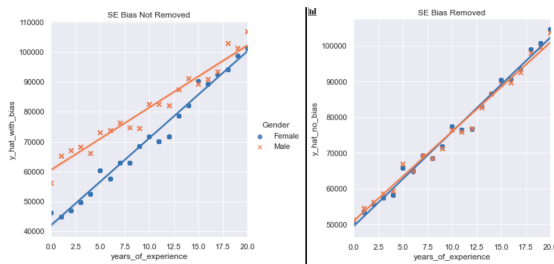 SE Bias Not Removed
110000
100000
90000
80000
70000
60000
50000
40000
y_hat_with_bias
0.0 2.5 5.0 7.5 10.0 12.5 15.0 17.5 20.0
years_of_experience
Gender
Female
Male
SE Bias Removed
100000
90000
80000
70000
60000
50000
y_hat_no_bias
0.0 2.5 5.0 7.5 10.0 12.5 15.0 17.5 20.0
years_of_experience